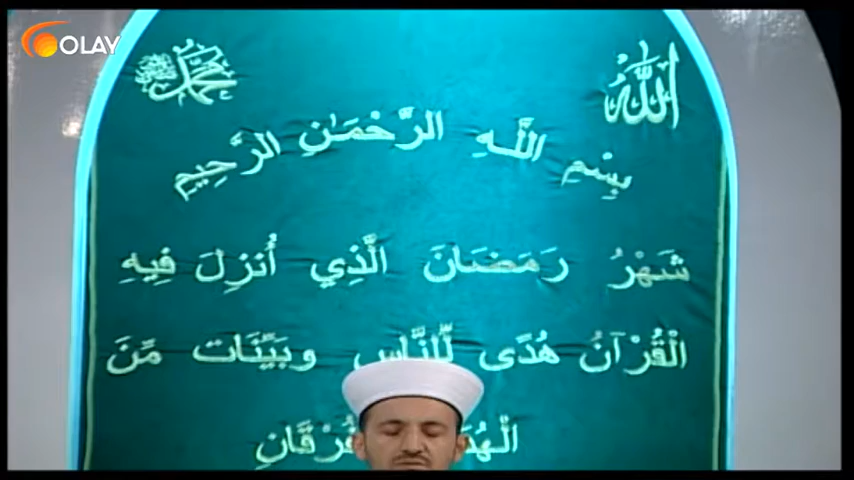 OLAY
الله
محمد
بِسْمِ اللَّهِ الرَّحْمَٰنِ الرَّحِيمِ
شَهْرُ رَمَضَانَ الَّذِي أُنزِلَ فِيهِ
الْقُرْآنُ هُدًى لِّلنَّاسِ وَبَيِّنَات مِّنَ